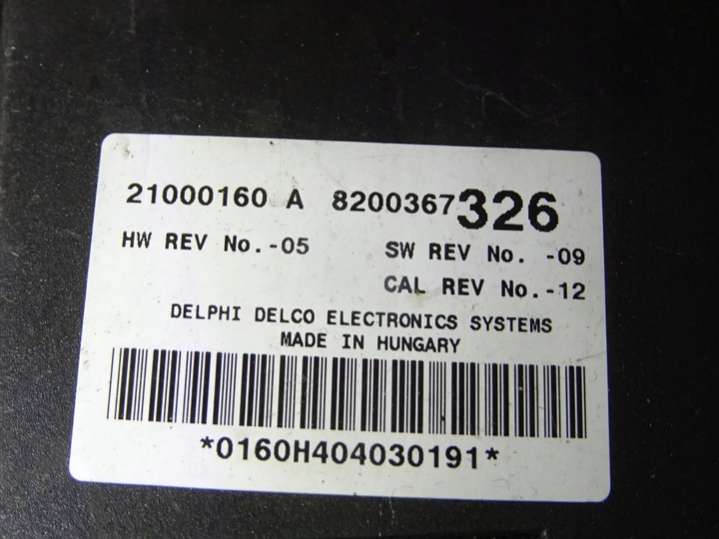 21000160 A 8200367326
HW REV No.-05 SW REV No. -09
CAL REV No.-12
DELPHI DELCO ELECTRONICS SYSTEMS
MADE IN HUNGARY
*0160H404030191*